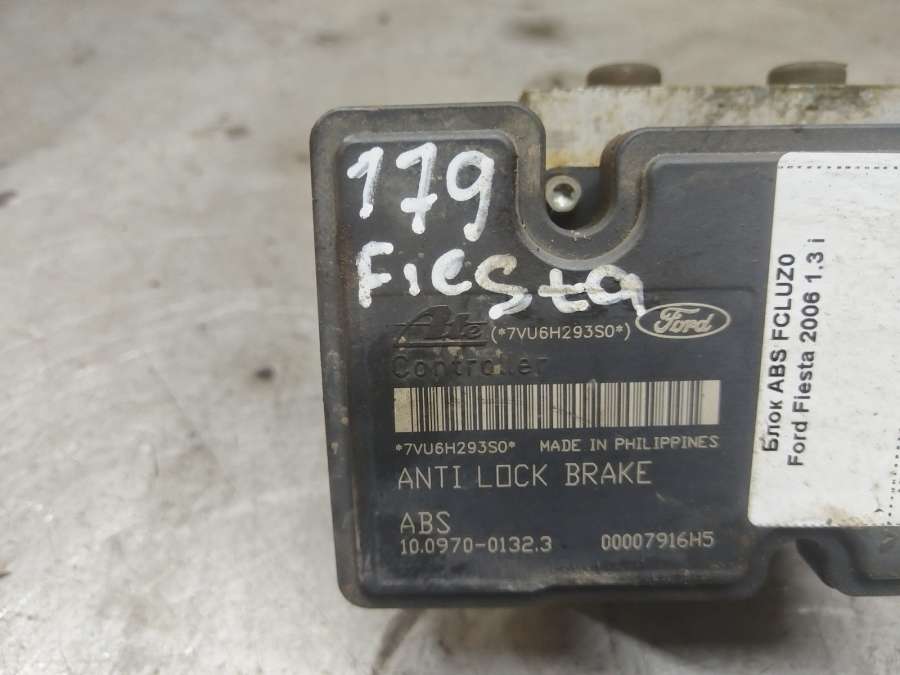 179
Fiesta
Ate (*7VU6H293S0*) Ford
Controller
*7VU6H293S0* MADE IN PHILIPPINES
ANTI LOCK BRAKE
ABS
10.0970-0132.3 00007916H5
Блок ABS FCLUZ0
Ford Fiesta 2006 1.3 i